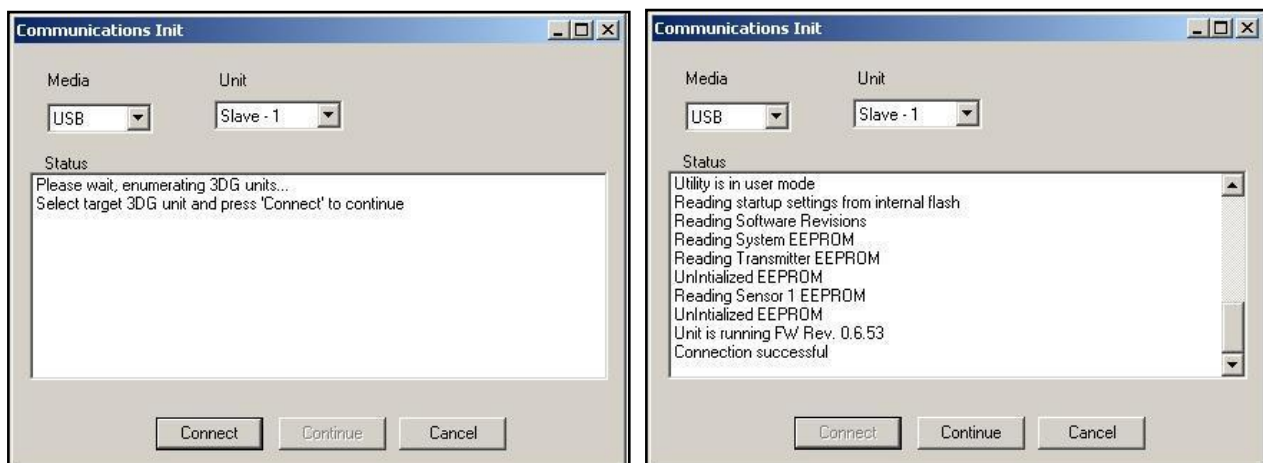 Communications Init
Media Unit
USB Slave - 1
Status
Please wait, enumerating 3DG units...
Select target 3DG unit and press 'Connect' to continue
Connect Continue Cancel
Communications Init
Media Unit
USB Slave - 1
Status
Utility is in user mode
Reading startup settings from internal flash
Reading Software Revisions
Reading System EEPROM
Reading Transmitter EEPROM
UnIntialized EEPROM
Reading Sensor 1 EEPROM
UnIntialized EEPROM
Unit is running FW Rev. 0.6.53
Connection successful
Connect Continue Cancel